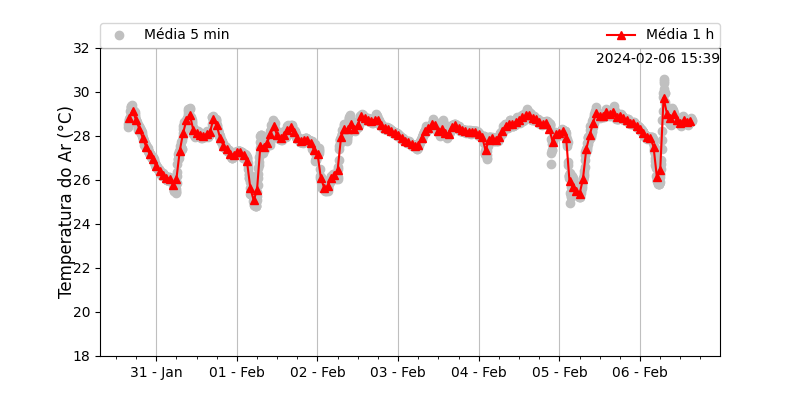 Média 5 min
Média 1 h
2024-02-06 15:39
Temperatura do Ar (°C)
32
30
28
26
24
22
20
18
31 - Jan
01 - Feb
02 - Feb
03 - Feb
04 - Feb
05 - Feb
06 - Feb